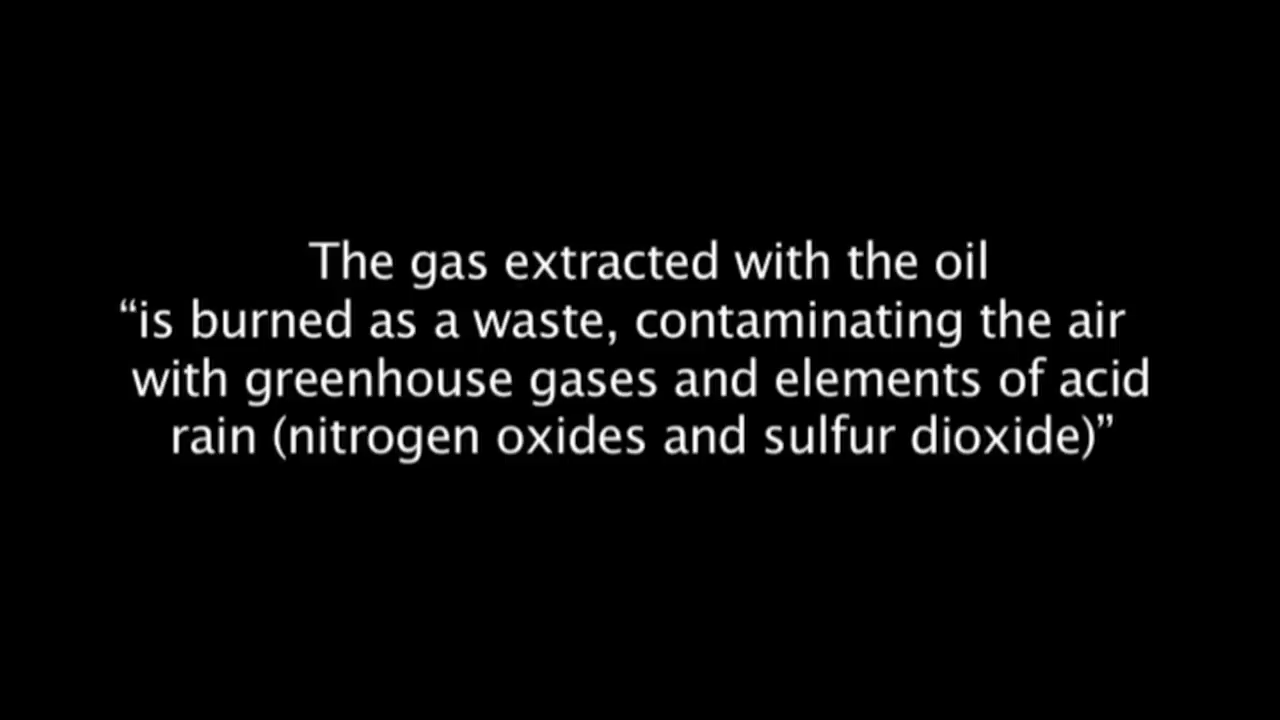 The gas extracted with the oil
“is burned as a waste, contaminating the air
with greenhouse gases and elements of acid
rain (nitrogen oxides and sulfur dioxide)”